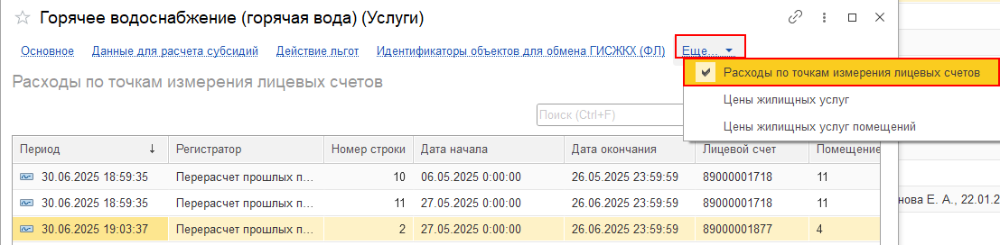 Горячее водоснабжение (горячая вода) (Услуги)
Основное Данные для расчета субсидий Действие льгот Идентификаторы объектов для обмена ГИСЖКХ (ФЛ) Еще...
Расходы по точкам измерения лицевых счетов
Расходы по точкам измерения лицевых счетов
Цены жилищных услуг
Поиск (Ctrl+F)
Цены жилищных услуг помещений
Период ↓ Регистратор Номер строки Дата начала Дата окончания Лицевой счет Помещение
30.06.2025 18:59:35 Перерасчет прошлых п... 10 06.05.2025 0:00:00 26.05.2025 23:59:59 89000001718 11
30.06.2025 18:59:35 Перерасчет прошлых п... 11 27.05.2025 0:00:00 26.06.2025 23:59:59 89000001718 11
нова Е. А., 22.01.2
30.06.2025 19:03:37 Перерасчет прошлых п... 2 27.05.2025 0:00:00 26.06.2025 23:59:59 89000001877 4